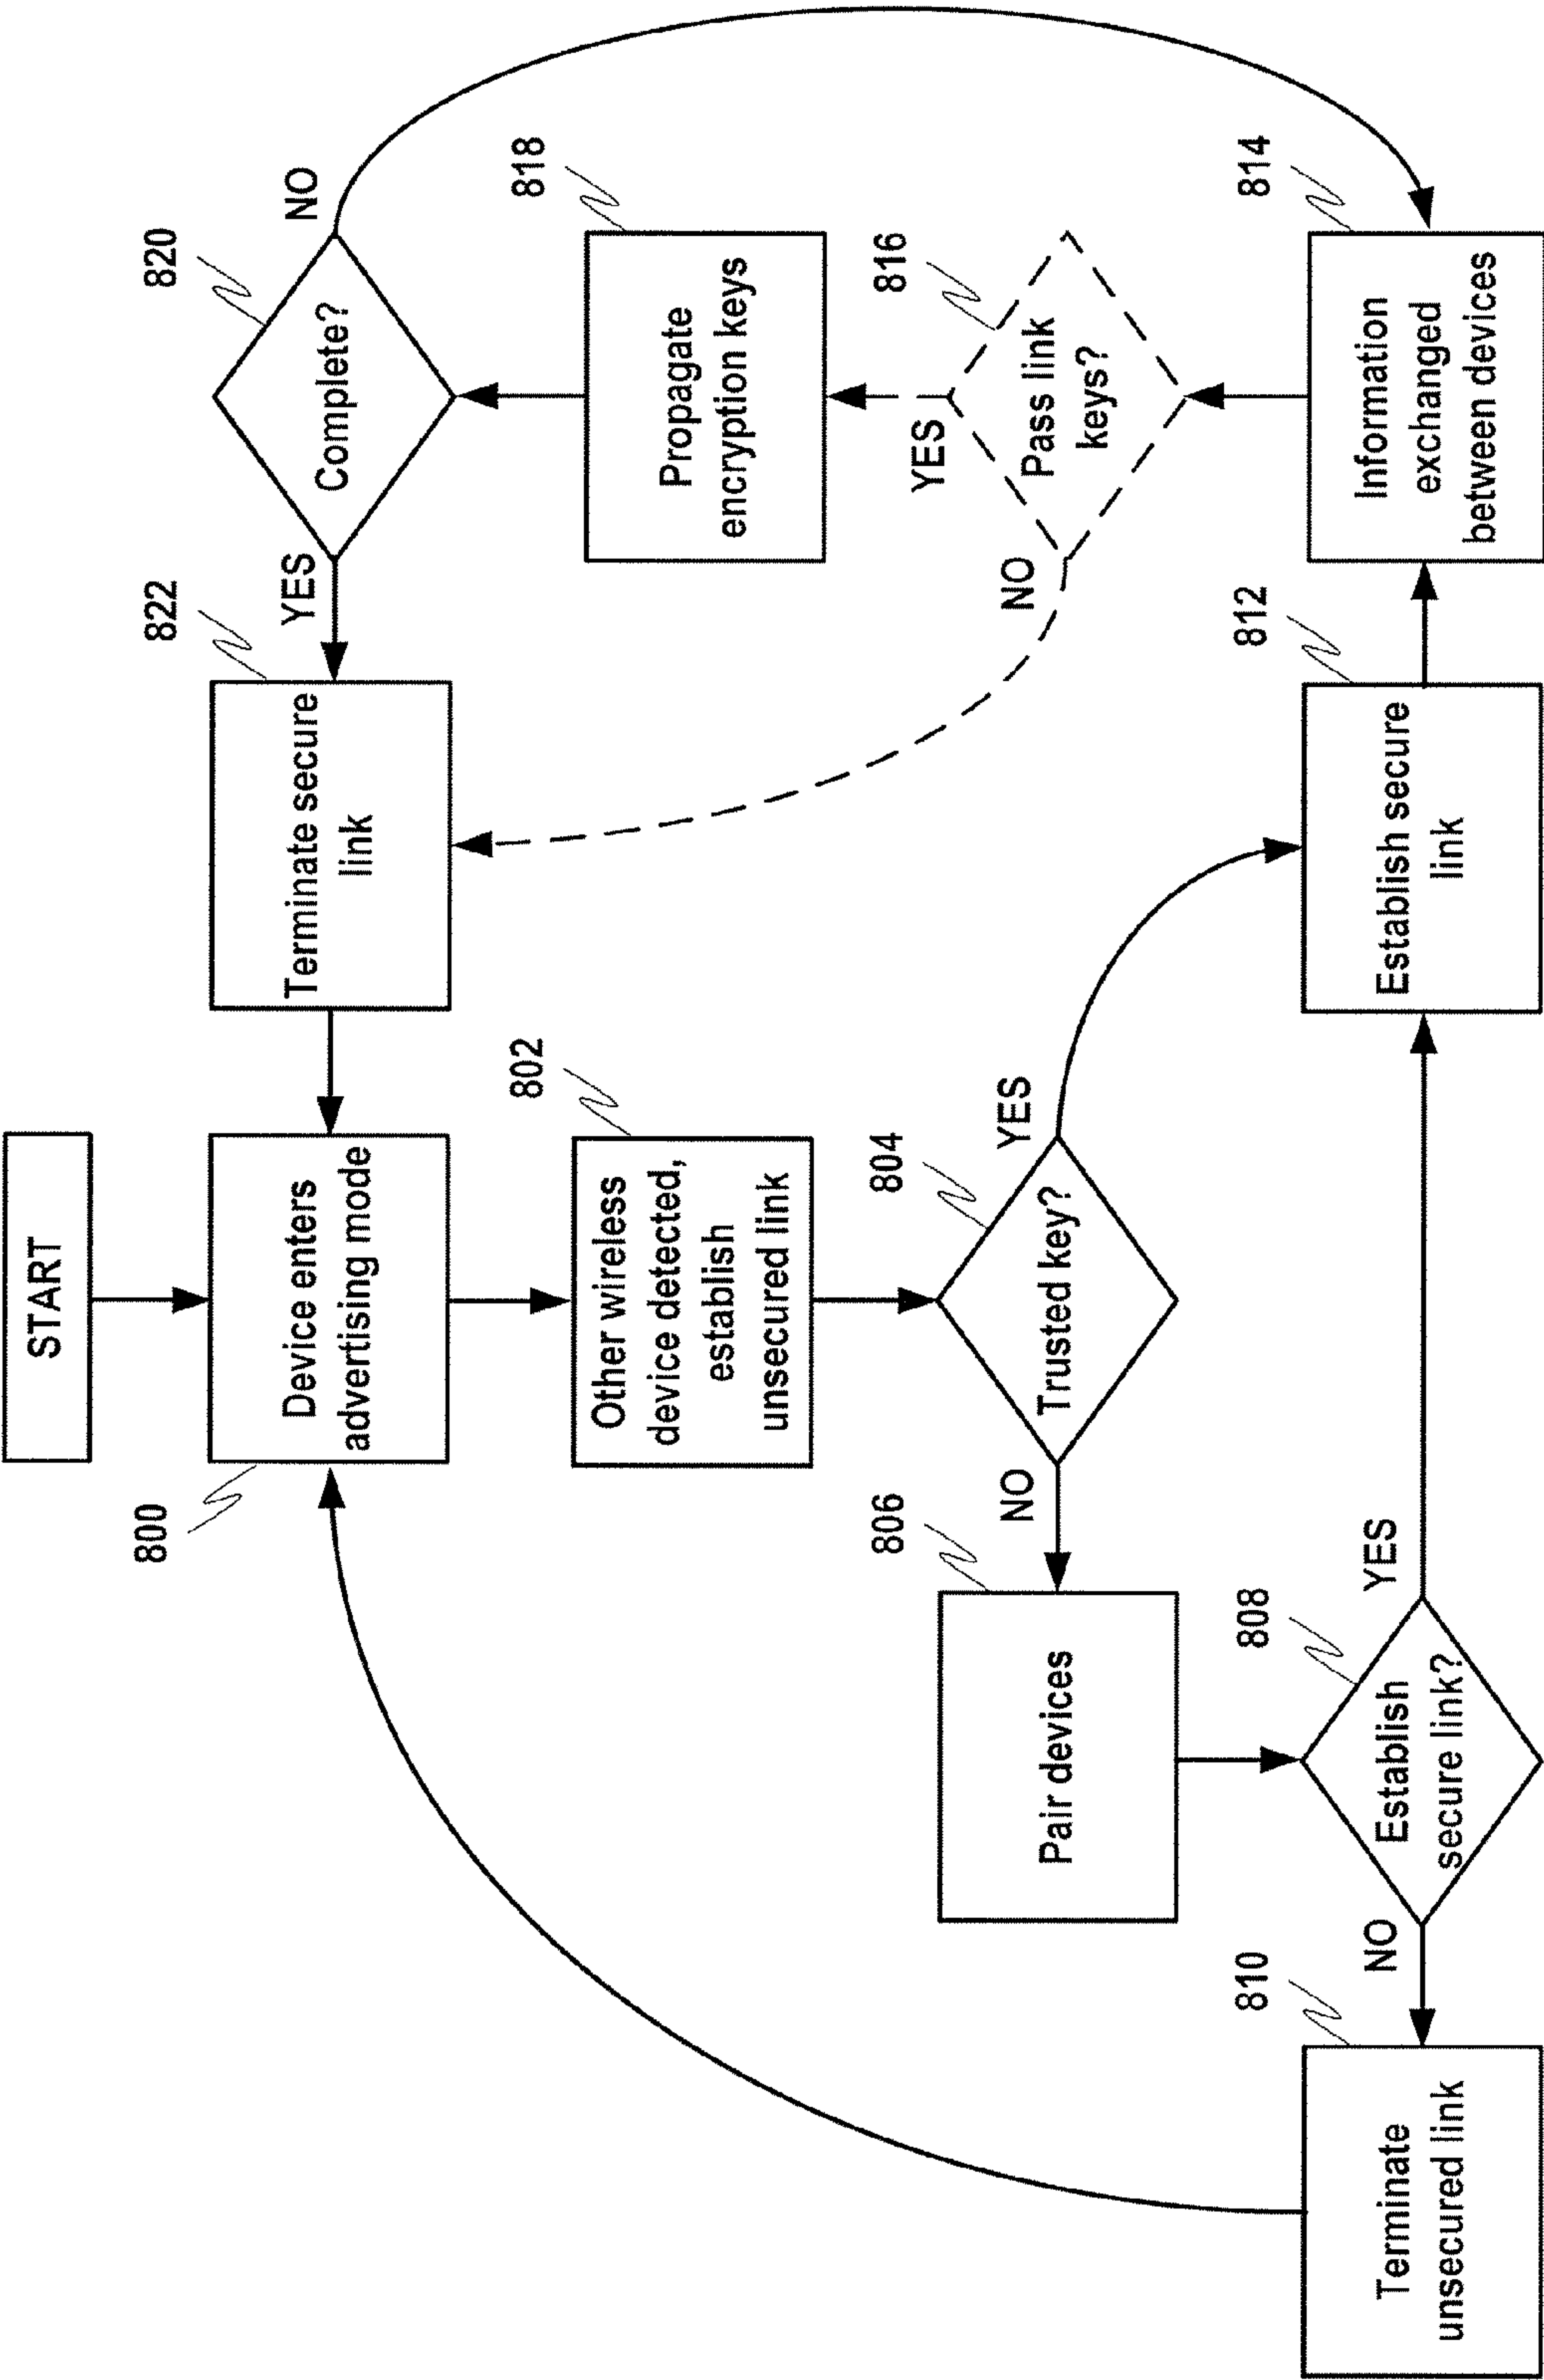 START
800
Device enters
advertising mode
802
Other wireless
device detected,
establish
unsecured link
804
Trusted key?
YES
NO
806
Pair devices
808
Establish
secure link?
YES
NO
810
Terminate
unsecured link
812
Establish secure
link
814
Information
exchanged
between devices
816
Pass link
keys?
YES
NO
818
Propagate
encryption keys
820
Complete?
NO
YES
822
Terminate secure
link